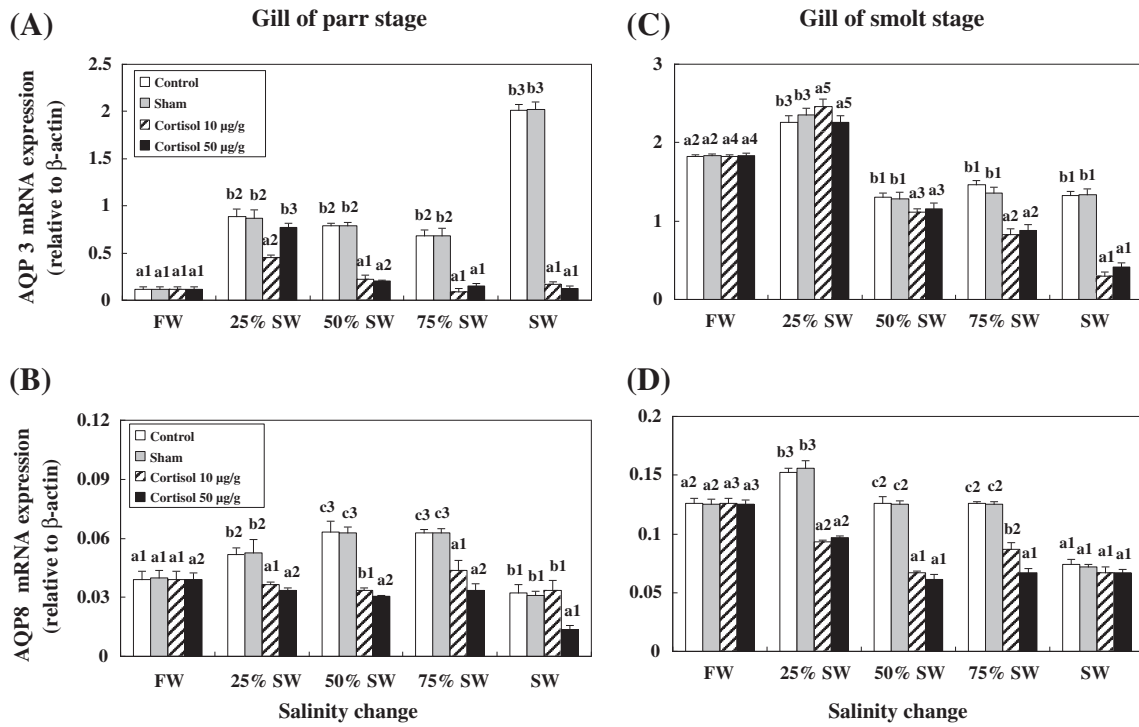 (A)
Gill of parr stage
AQP 3 mRNA expression
(relative to β-actin)
2.5
2
1.5
1
0.5
0
Control
Sham
Cortisol 10 µg/g
Cortisol 50 µg/g
a1 a1 a1 a1
b2 b2 a2 b3
b2 b2 a1 a2
b2 b2 a1 a1
b3 b3 a1 a1
FW 25% SW 50% SW 75% SW SW
(C)
Gill of smolt stage
3
2
1
0
a2 a2 a4 a4
b3 b3 a5 a5
b1 b1 a3 a3
b1 b1 a2 a2
b1 b1 a1 a1
FW 25% SW 50% SW 75% SW SW
(B)
AQP8 mRNA expression
(relative to β-actin)
0.12
0.09
0.06
0.03
0
Control
Sham
Cortisol 10 µg/g
Cortisol 50 µg/g
a1 a1 a1 a2
b2 b2 a1 a2
c3 c3 b1 a2
c3 c3 a1 a2
b1 b1 b1 a1
FW 25% SW 50% SW 75% SW SW
Salinity change
(D)
0.2
0.15
0.1
0.05
0
a2 a2 a3 a3
b3 b3 a2 a2
c2 c2 a1 a1
c2 c2 b2 a1
a1 a1 a1 a1
FW 25% SW 50% SW 75% SW SW
Salinity change